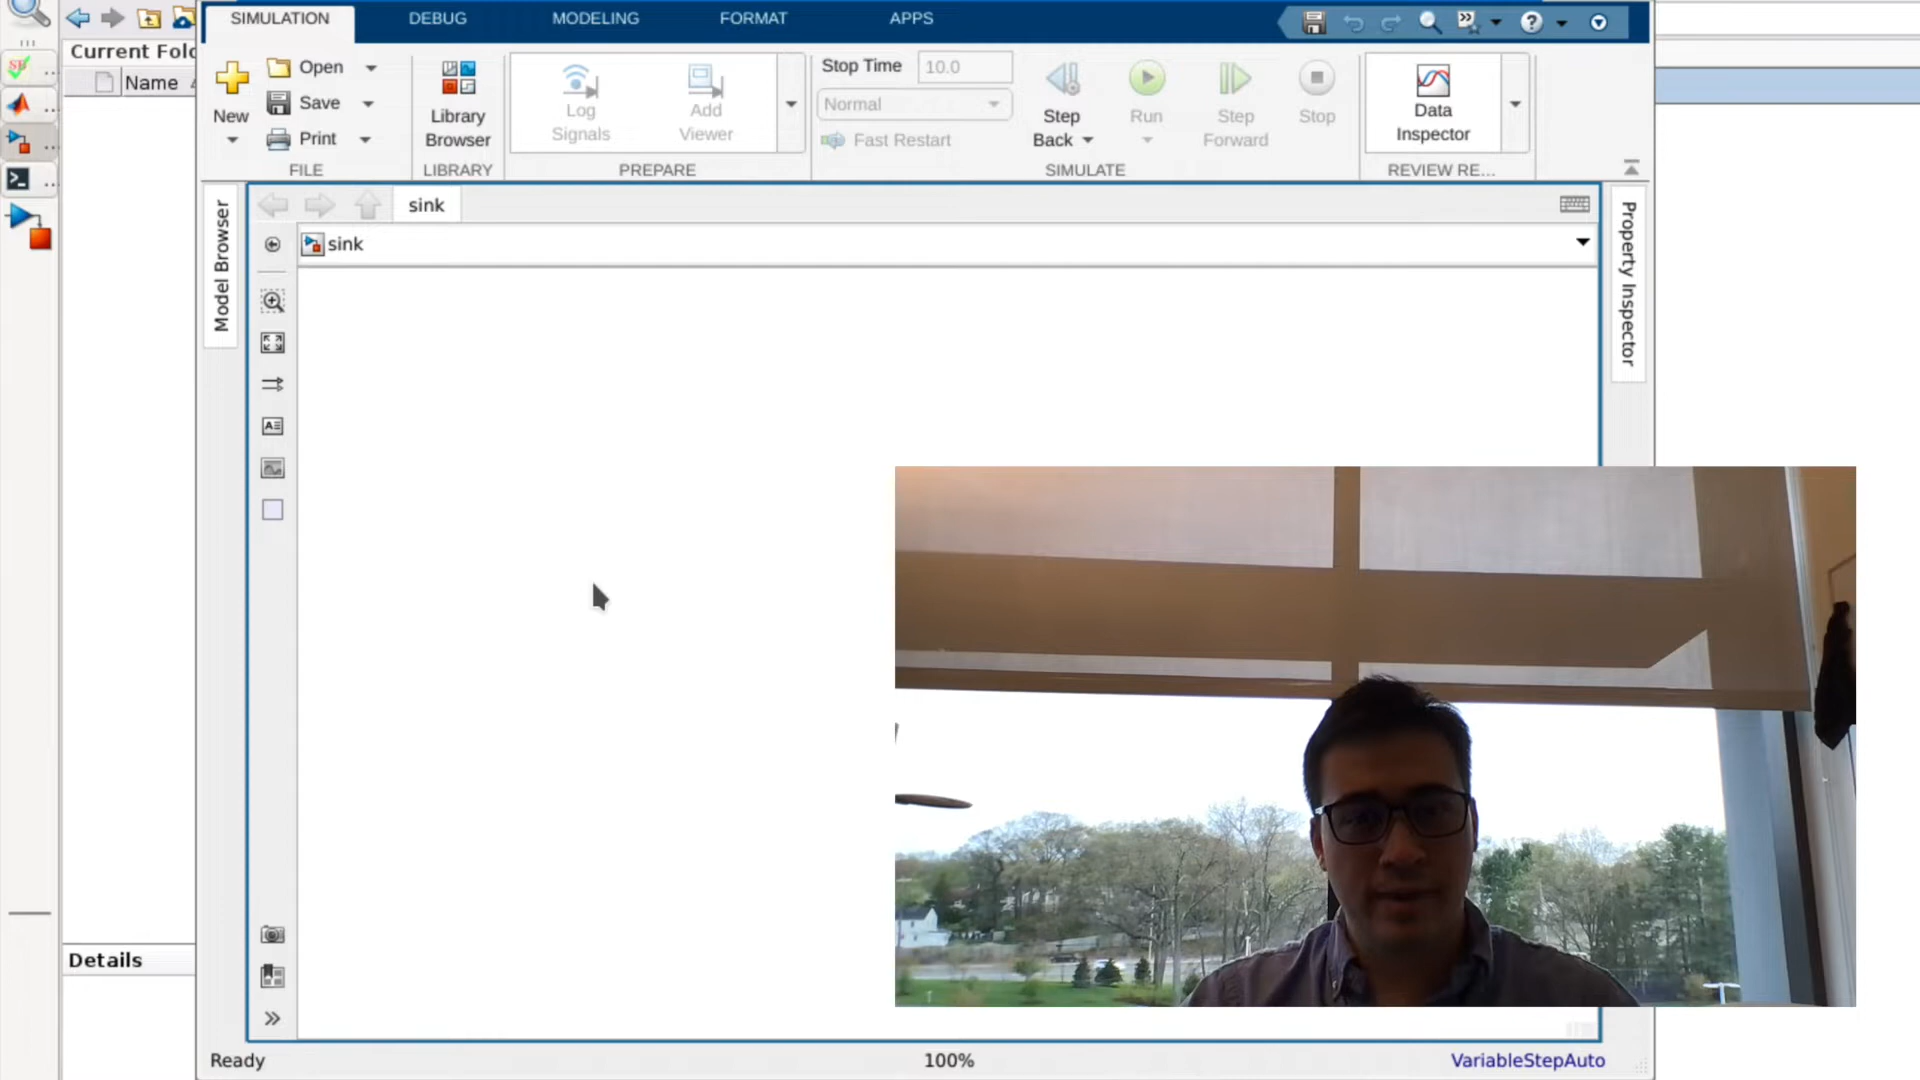 SIMULATION
DEBUG
MODELING
FORMAT
APPS
Current Fold
Name
New
Open
Save
Print
FILE
Library
Browser
LIBRARY
Log
Signals
Add
Viewer
PREPARE
Stop Time
10.0
Normal
Fast Restart
Step
Back
Run
Step
Forward
Stop
SIMULATE
Data
Inspector
REVIEW RE...
Model Browser
sink
sink
Property Inspector
Details
Ready
100%
VariableStepAuto